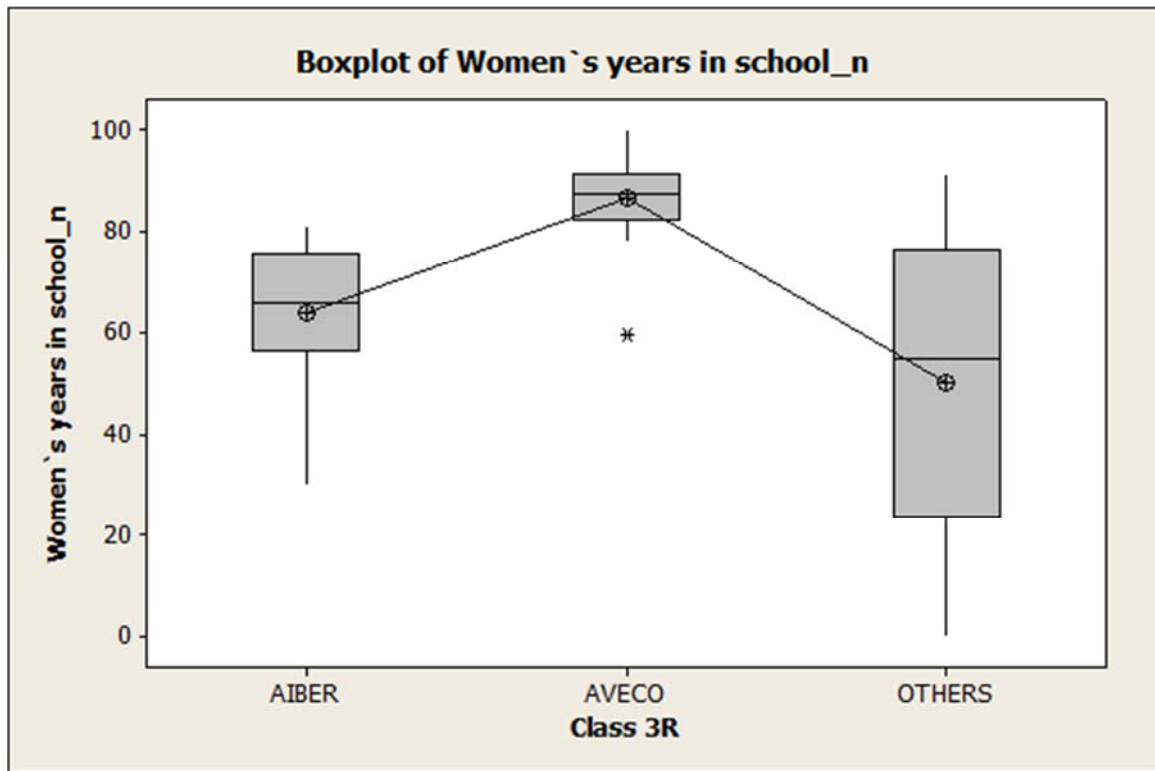 Boxplot of Women`s years in school_n
Women`s years in school_n
100
80
60
40
20
0
AIBER AVECO OTHERS
Class 3R